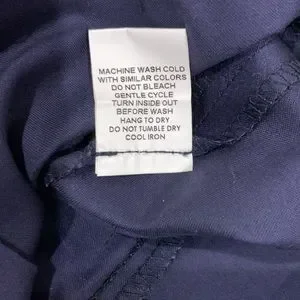 MACHINE WASH COLD
WITH SIMILAR COLORS
DO NOT BLEACH
GENTLE CYCLE
TURN INSIDE OUT
BEFORE WASH
HANG TO DRY
DO NOT TUMBLE DRY
COOL IRON